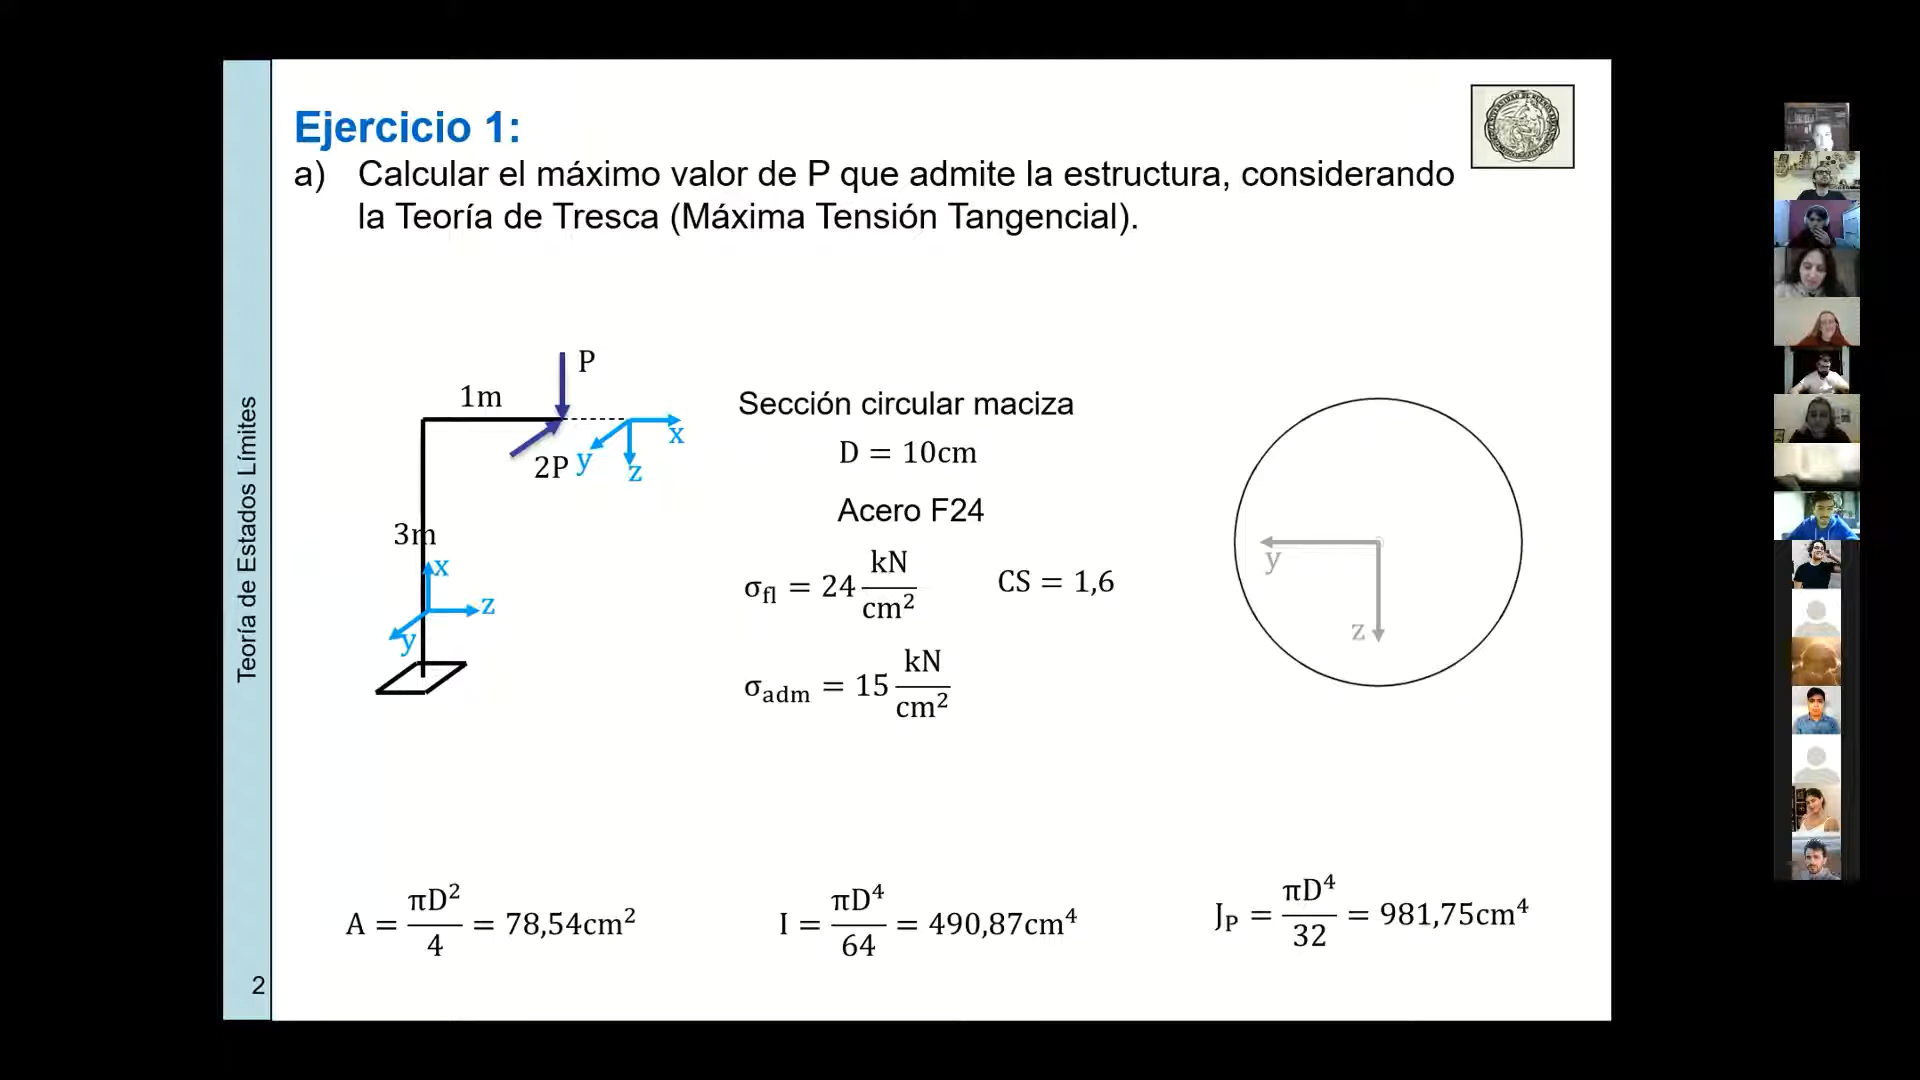 Ejercicio 1:
a) Calcular el máximo valor de P que admite la estructura, considerando
la Teoría de Tresca (Máxima Tensión Tangencial).
Teoría de Estados Límites
P
1m
x
y
z
2P
3m
x
z
y
Sección circular maciza
D = 10cm
Acero F24
σfl = 24 kN/cm²
CS = 1,6
σadm = 15 kN/cm²
y
z
A = πD²/4 = 78,54cm²
I = πD⁴/64 = 490,87cm⁴
JP = πD⁴/32 = 981,75cm⁴
2